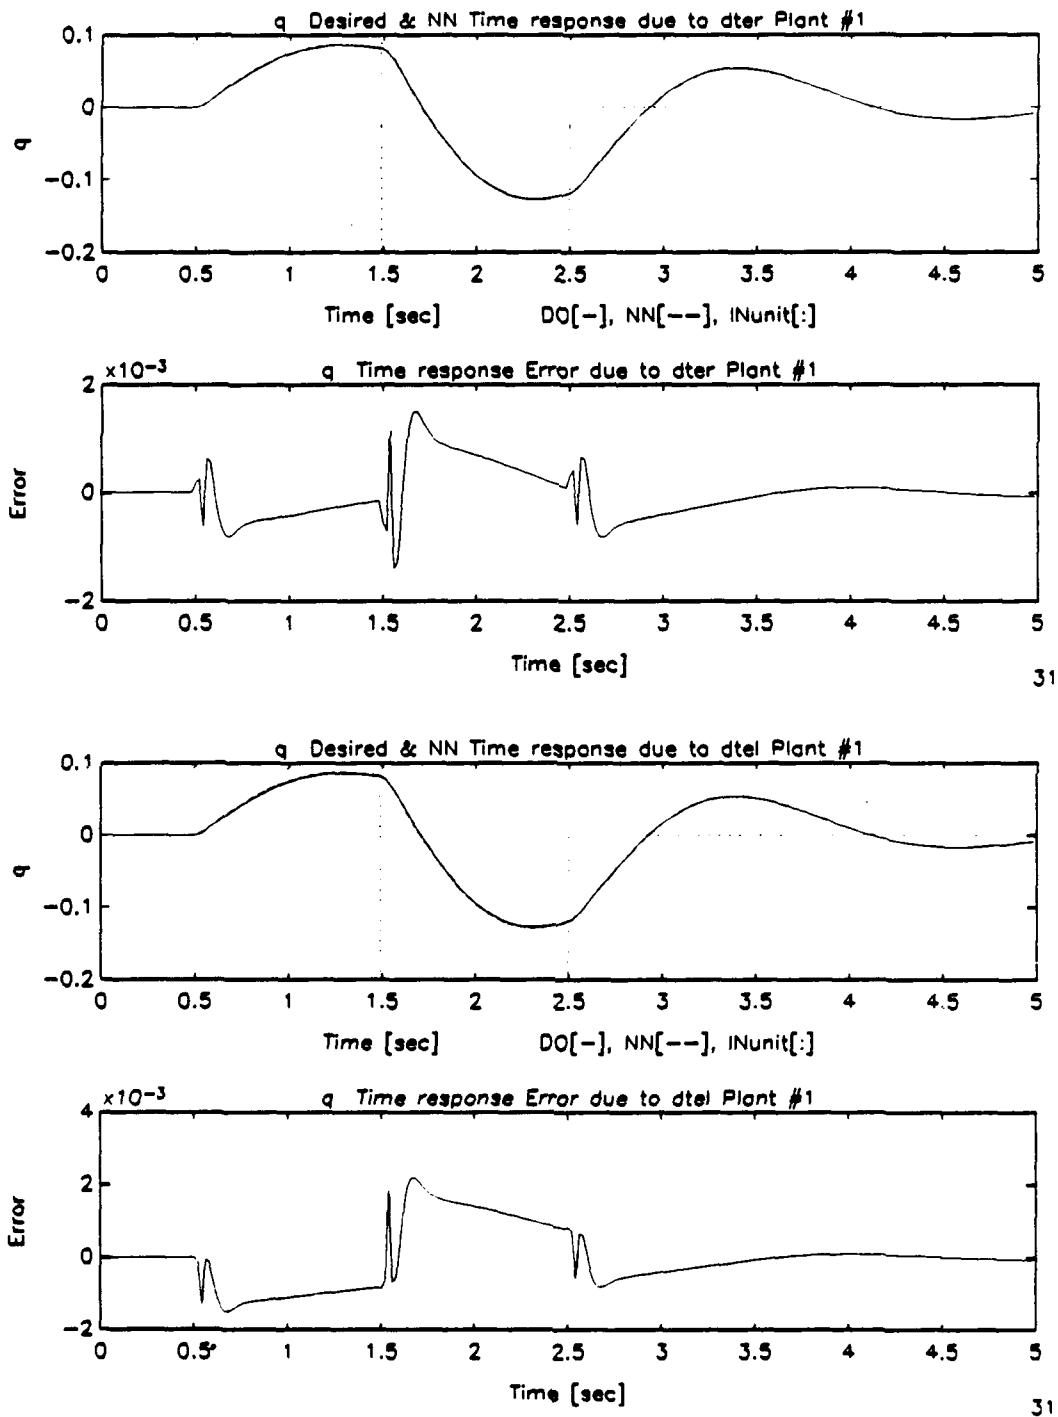 q Desired & NN Time response due to dter Plant #1
0.1
0
-0.1
-0.2
q
0 0.5 1 1.5 2 2.5 3 3.5 4 4.5 5
Time [sec] DO[-], NN[--], INunit[:]
×10-3 q Time response Error due to dter Plant #1
2
0
-2
Error
0 0.5 1 1.5 2 2.5 3 3.5 4 4.5 5
Time [sec]
31
q Desired & NN Time response due to dtel Plant #1
0.1
0
-0.1
-0.2
q
0 0.5 1 1.5 2 2.5 3 3.5 4 4.5 5
Time [sec] DO[-], NN[--], INunit[:]
×10-3 q Time response Error due to dtel Plant #1
4
2
0
-2
Error
0 0.5 1 1.5 2 2.5 3 3.5 4 4.5 5
Time [sec]
31